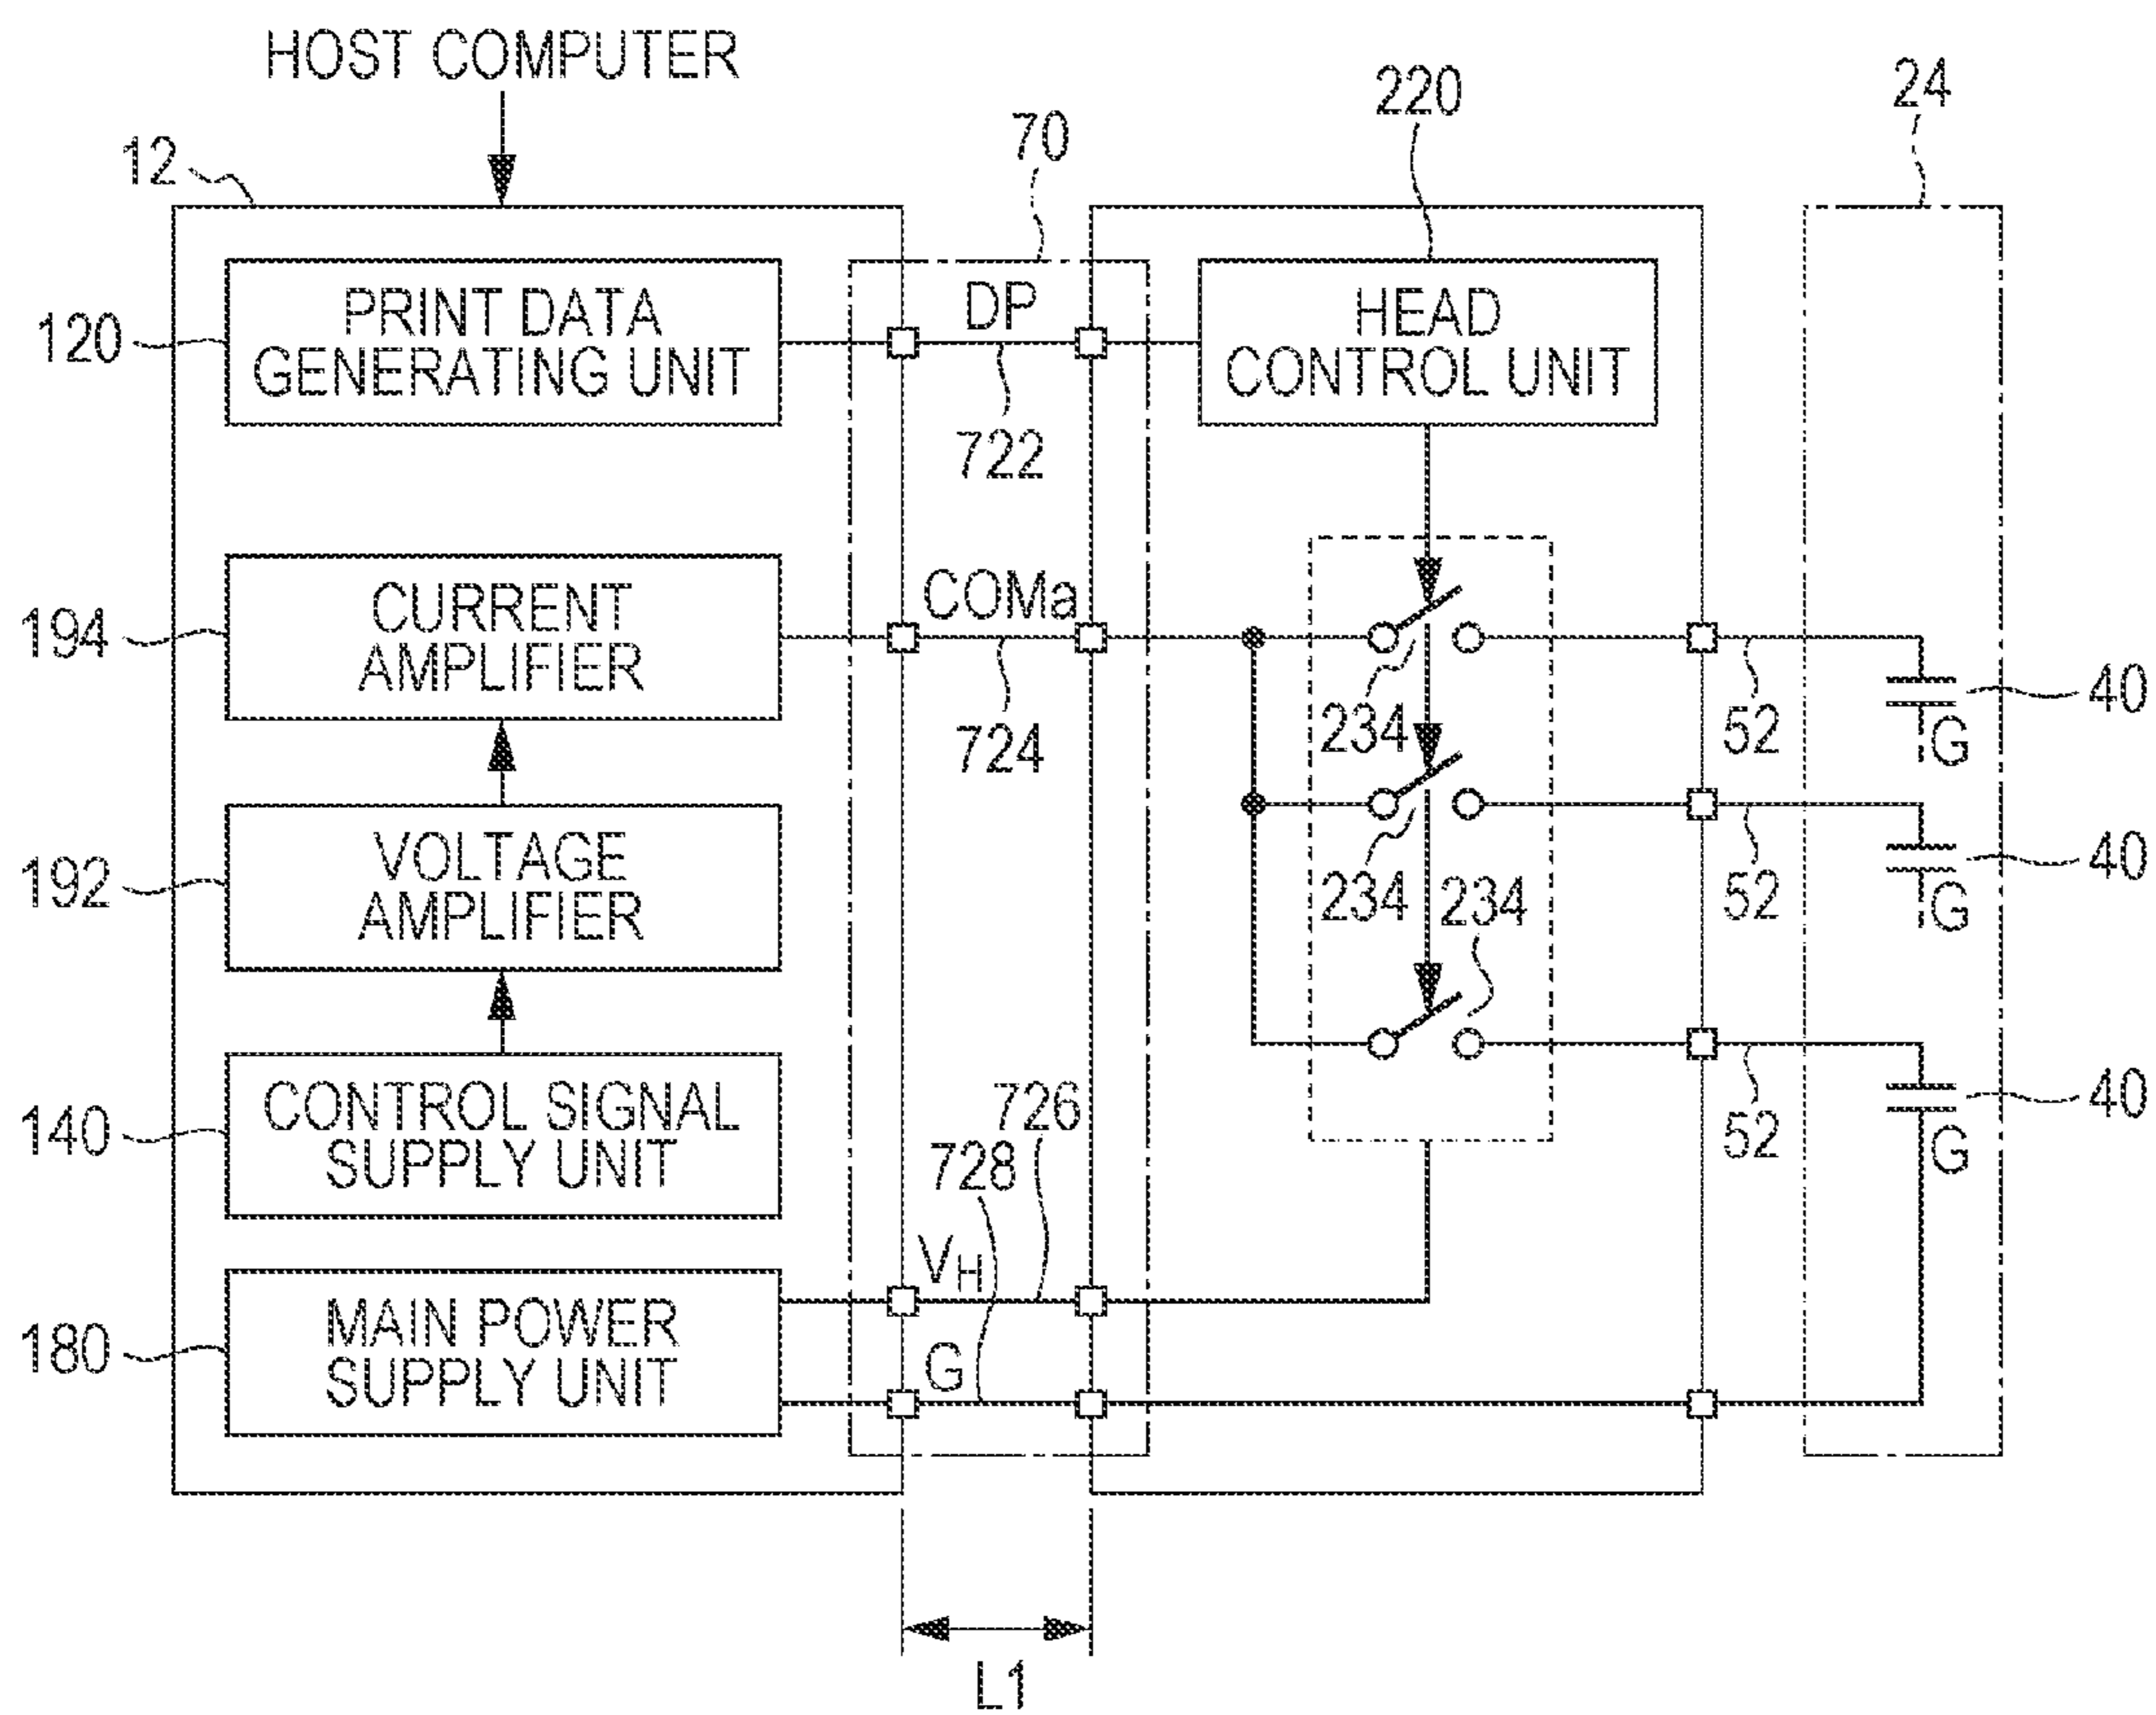 HOST COMPUTER
12
70
220
24
120
PRINT DATA
GENERATING UNIT
DP
722
HEAD
CONTROL UNIT
194
CURRENT
AMPLIFIER
COMa
724
234
52
40
G
192
VOLTAGE
AMPLIFIER
234
234
52
40
G
140
CONTROL SIGNAL
SUPPLY UNIT
726
728
52
40
G
180
MAIN POWER
SUPPLY UNIT
VH
G
L1